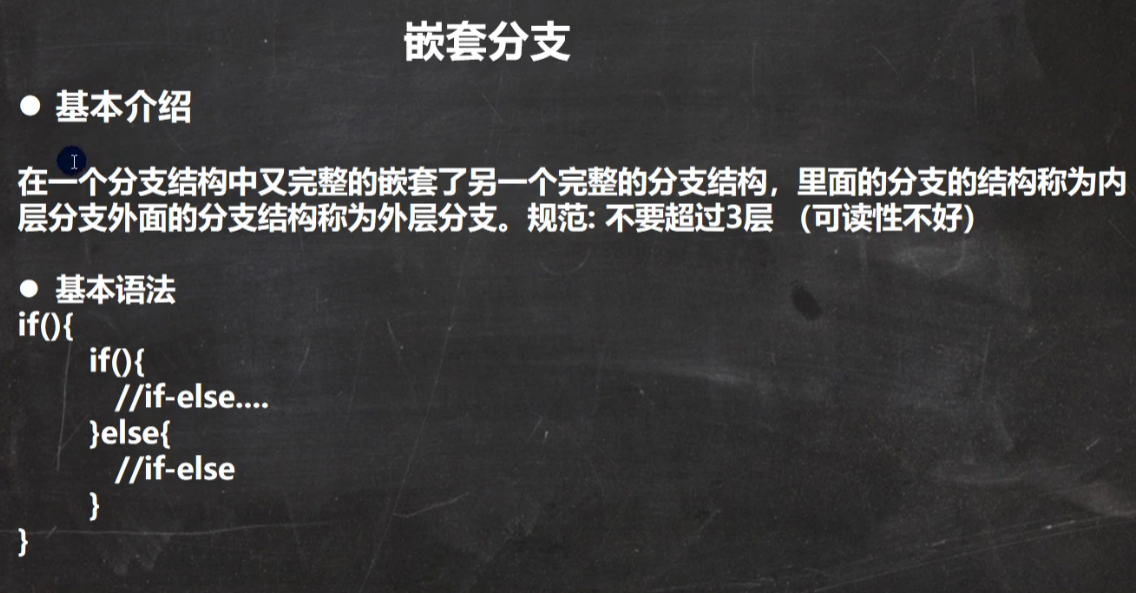 嵌套分支
● 基本介绍
在一个分支结构中又完整的嵌套了另一个完整的分支结构，里面的分支的结构称为内
层分支外面的分支结构称为外层分支。规范: 不要超过3层 （可读性不好）
● 基本语法
if(){
if(){
//if-else....
}else{
//if-else
}
}